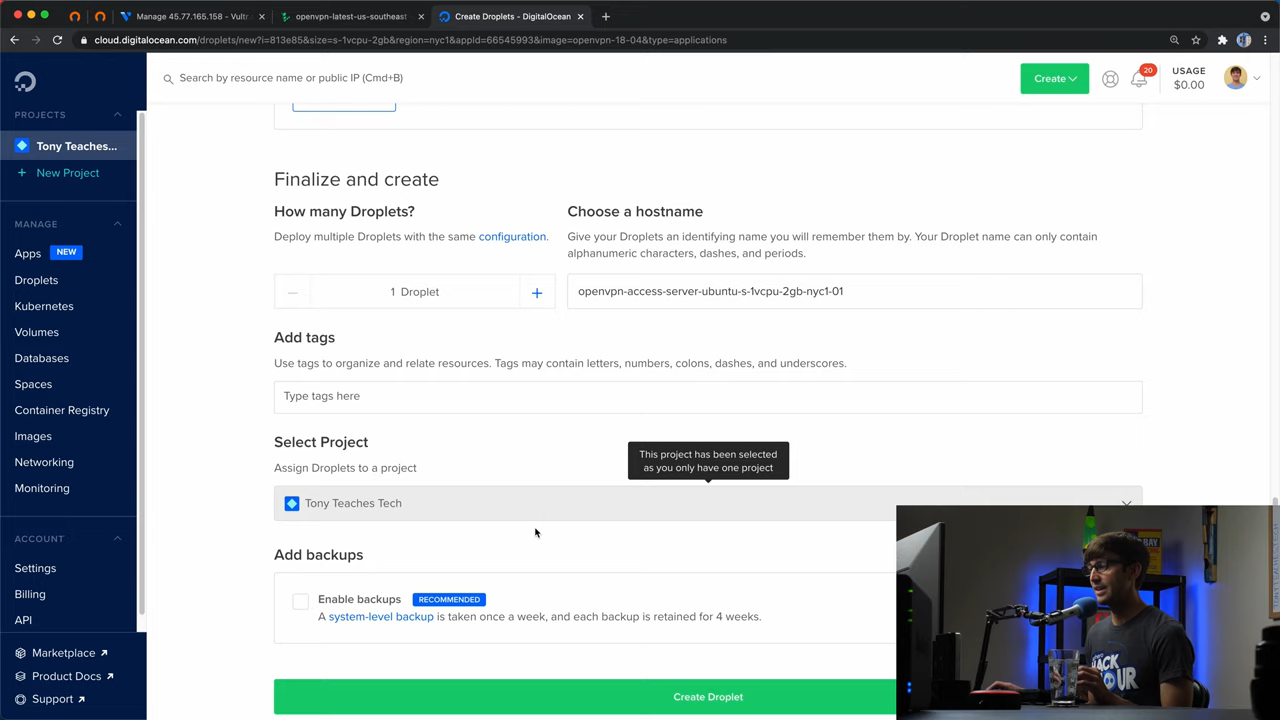 Manage 45.77.165.158 - Vultr
openvpn-latest-us-southeast
Create Droplets - DigitalOcean
cloud.digitalocean.com/droplets/new?i=813e85&size=s-1vcpu-2gb&region=nyc1&appId=66545993&image=openvpn-18-04&type=applications
Search by resource name or public IP (Cmd+B)
Create
20
USAGE
$0.00
PROJECTS
Tony Teaches...
+ New Project
MANAGE
Apps NEW
Droplets
Kubernetes
Volumes
Databases
Spaces
Container Registry
Images
Networking
Monitoring
ACCOUNT
Settings
Billing
API
Marketplace
Product Docs
Support
Finalize and create
How many Droplets?
Deploy multiple Droplets with the same configuration.
1 Droplet
Choose a hostname
Give your Droplets an identifying name you will remember them by. Your Droplet name can only contain
alphanumeric characters, dashes, and periods.
openvpn-access-server-ubuntu-s-1vcpu-2gb-nyc1-01
Add tags
Use tags to organize and relate resources. Tags may contain letters, numbers, colons, dashes, and underscores.
Type tags here
Select Project
Assign Droplets to a project
This project has been selected
as you only have one project
Tony Teaches Tech
Add backups
Enable backups RECOMMENDED
A system-level backup is taken once a week, and each backup is retained for 4 weeks.
Create Droplet
HACK
YOUR